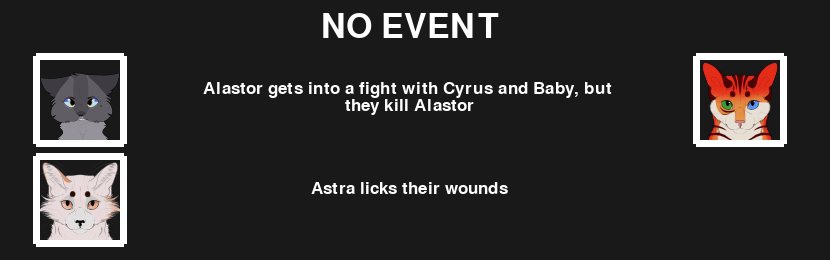 NO EVENT
Alastor gets into a fight with Cyrus and Baby, but
they kill Alastor
Astra licks their wounds